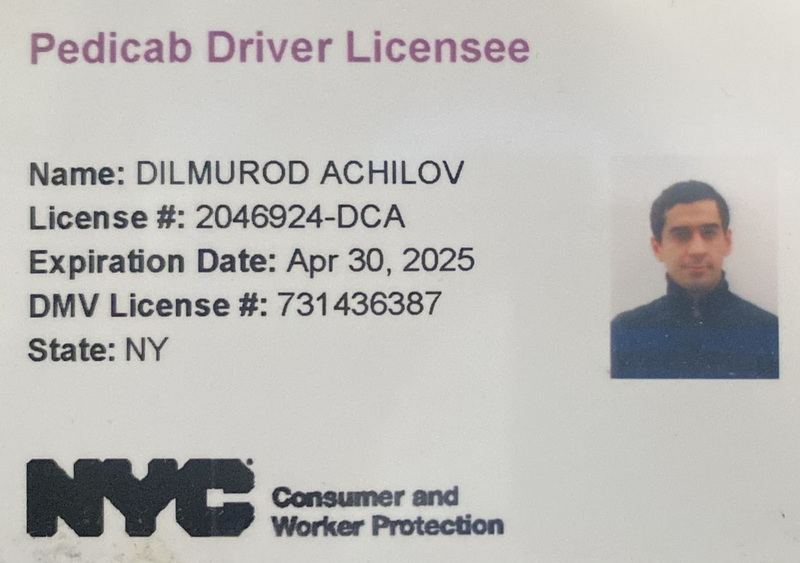 Pedicab Driver Licensee
Name: DILMUROD ACHILOV
License #: 2046924-DCA
Expiration Date: Apr 30, 2025
DMV License #: 731436387
State: NY
NYC Consumer and
Worker Protection